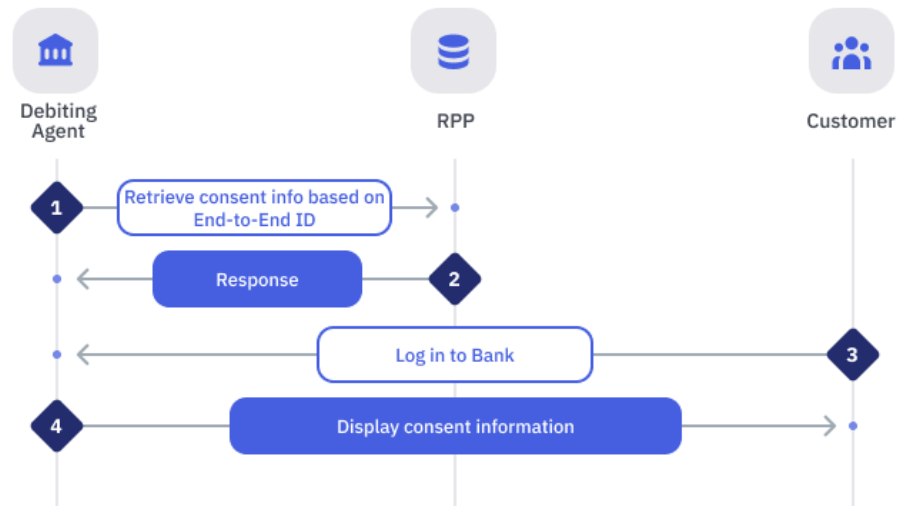 Debiting
Agent
RPP
Customer
1
Retrieve consent info based on
End-to-End ID
Response
2
Log in to Bank
3
4
Display consent information